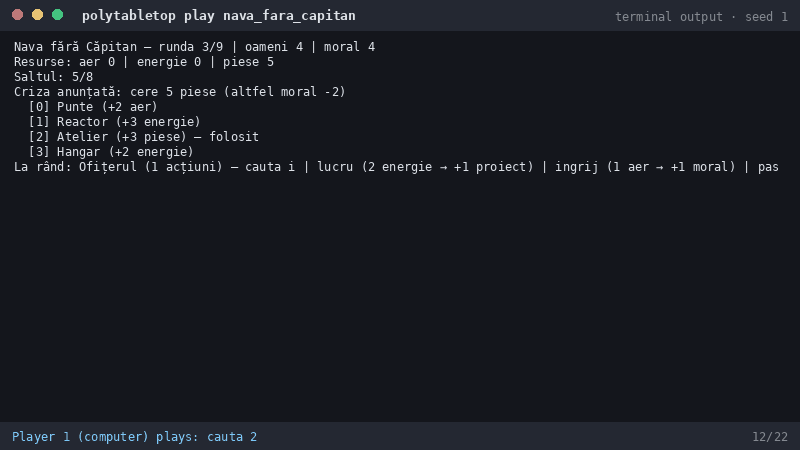 polytabletop play nava_fara_capitan
terminal output · seed 1
Nava fără Căpitan — runda 3/9 | oameni 4 | moral 4
Resurse: aer 0 | energie 0 | piese 5
Saltul: 5/8
Criza anunțată: cere 5 piese (altfel moral -2)
[0] Punte (+2 aer)
[1] Reactor (+3 energie)
[2] Atelier (+3 piese) — folosit
[3] Hangar (+2 energie)
La rând: Ofițerul (1 acțiuni) — cauta i | lucru (2 energie → +1 proiect) | ingrij (1 aer → +1 moral) | pas
Player 1 (computer) plays: cauta 2
12/22